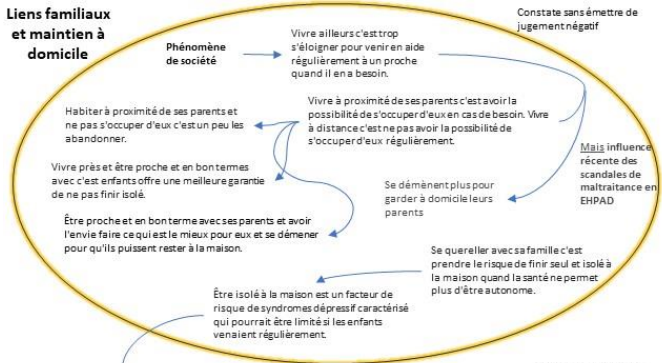 Liens familiaux
et maintien à
domicile
Constate sans émettre de
jugement négatif
Phénomène
de société
Vivre ailleurs c'est trop
s'éloigner pour venir en aide
régulièrement à un proche
quand il en a besoin.
Habiter à proximité de ses parents et
ne pas s'occuper d'eux c'est un peu les
abandonner.
Vivre à proximité de ses parents c'est avoir la
possibilité de s'occuper d'eux en cas de besoin. Vivre
à distance c'est ne pas avoir la possibilité de
s'occuper d'eux régulièrement.
Mais influence
récente des
scandales de
maltraitance en
EHPAD
Vivre près et être proche et en bon termes
avec c'est enfants offre une meilleure garantie
de ne pas finir isolé.
Se démènent plus pour
garder à domicile leurs
parents
Être proche et en bon terme avec ses parents et avoir
l'envie faire ce qui est le mieux pour eux et se démener
pour qu'ils puissent rester à la maison.
Se quereller avec sa famille c'est
prendre le risque de finir seul et isolé à
la maison quand la santé ne permet
plus d'être autonome.
Être isolé à la maison est un facteur de
risque de syndromes dépressif caractérisé
qui pourrait être limité si les enfants
venaient régulièrement.